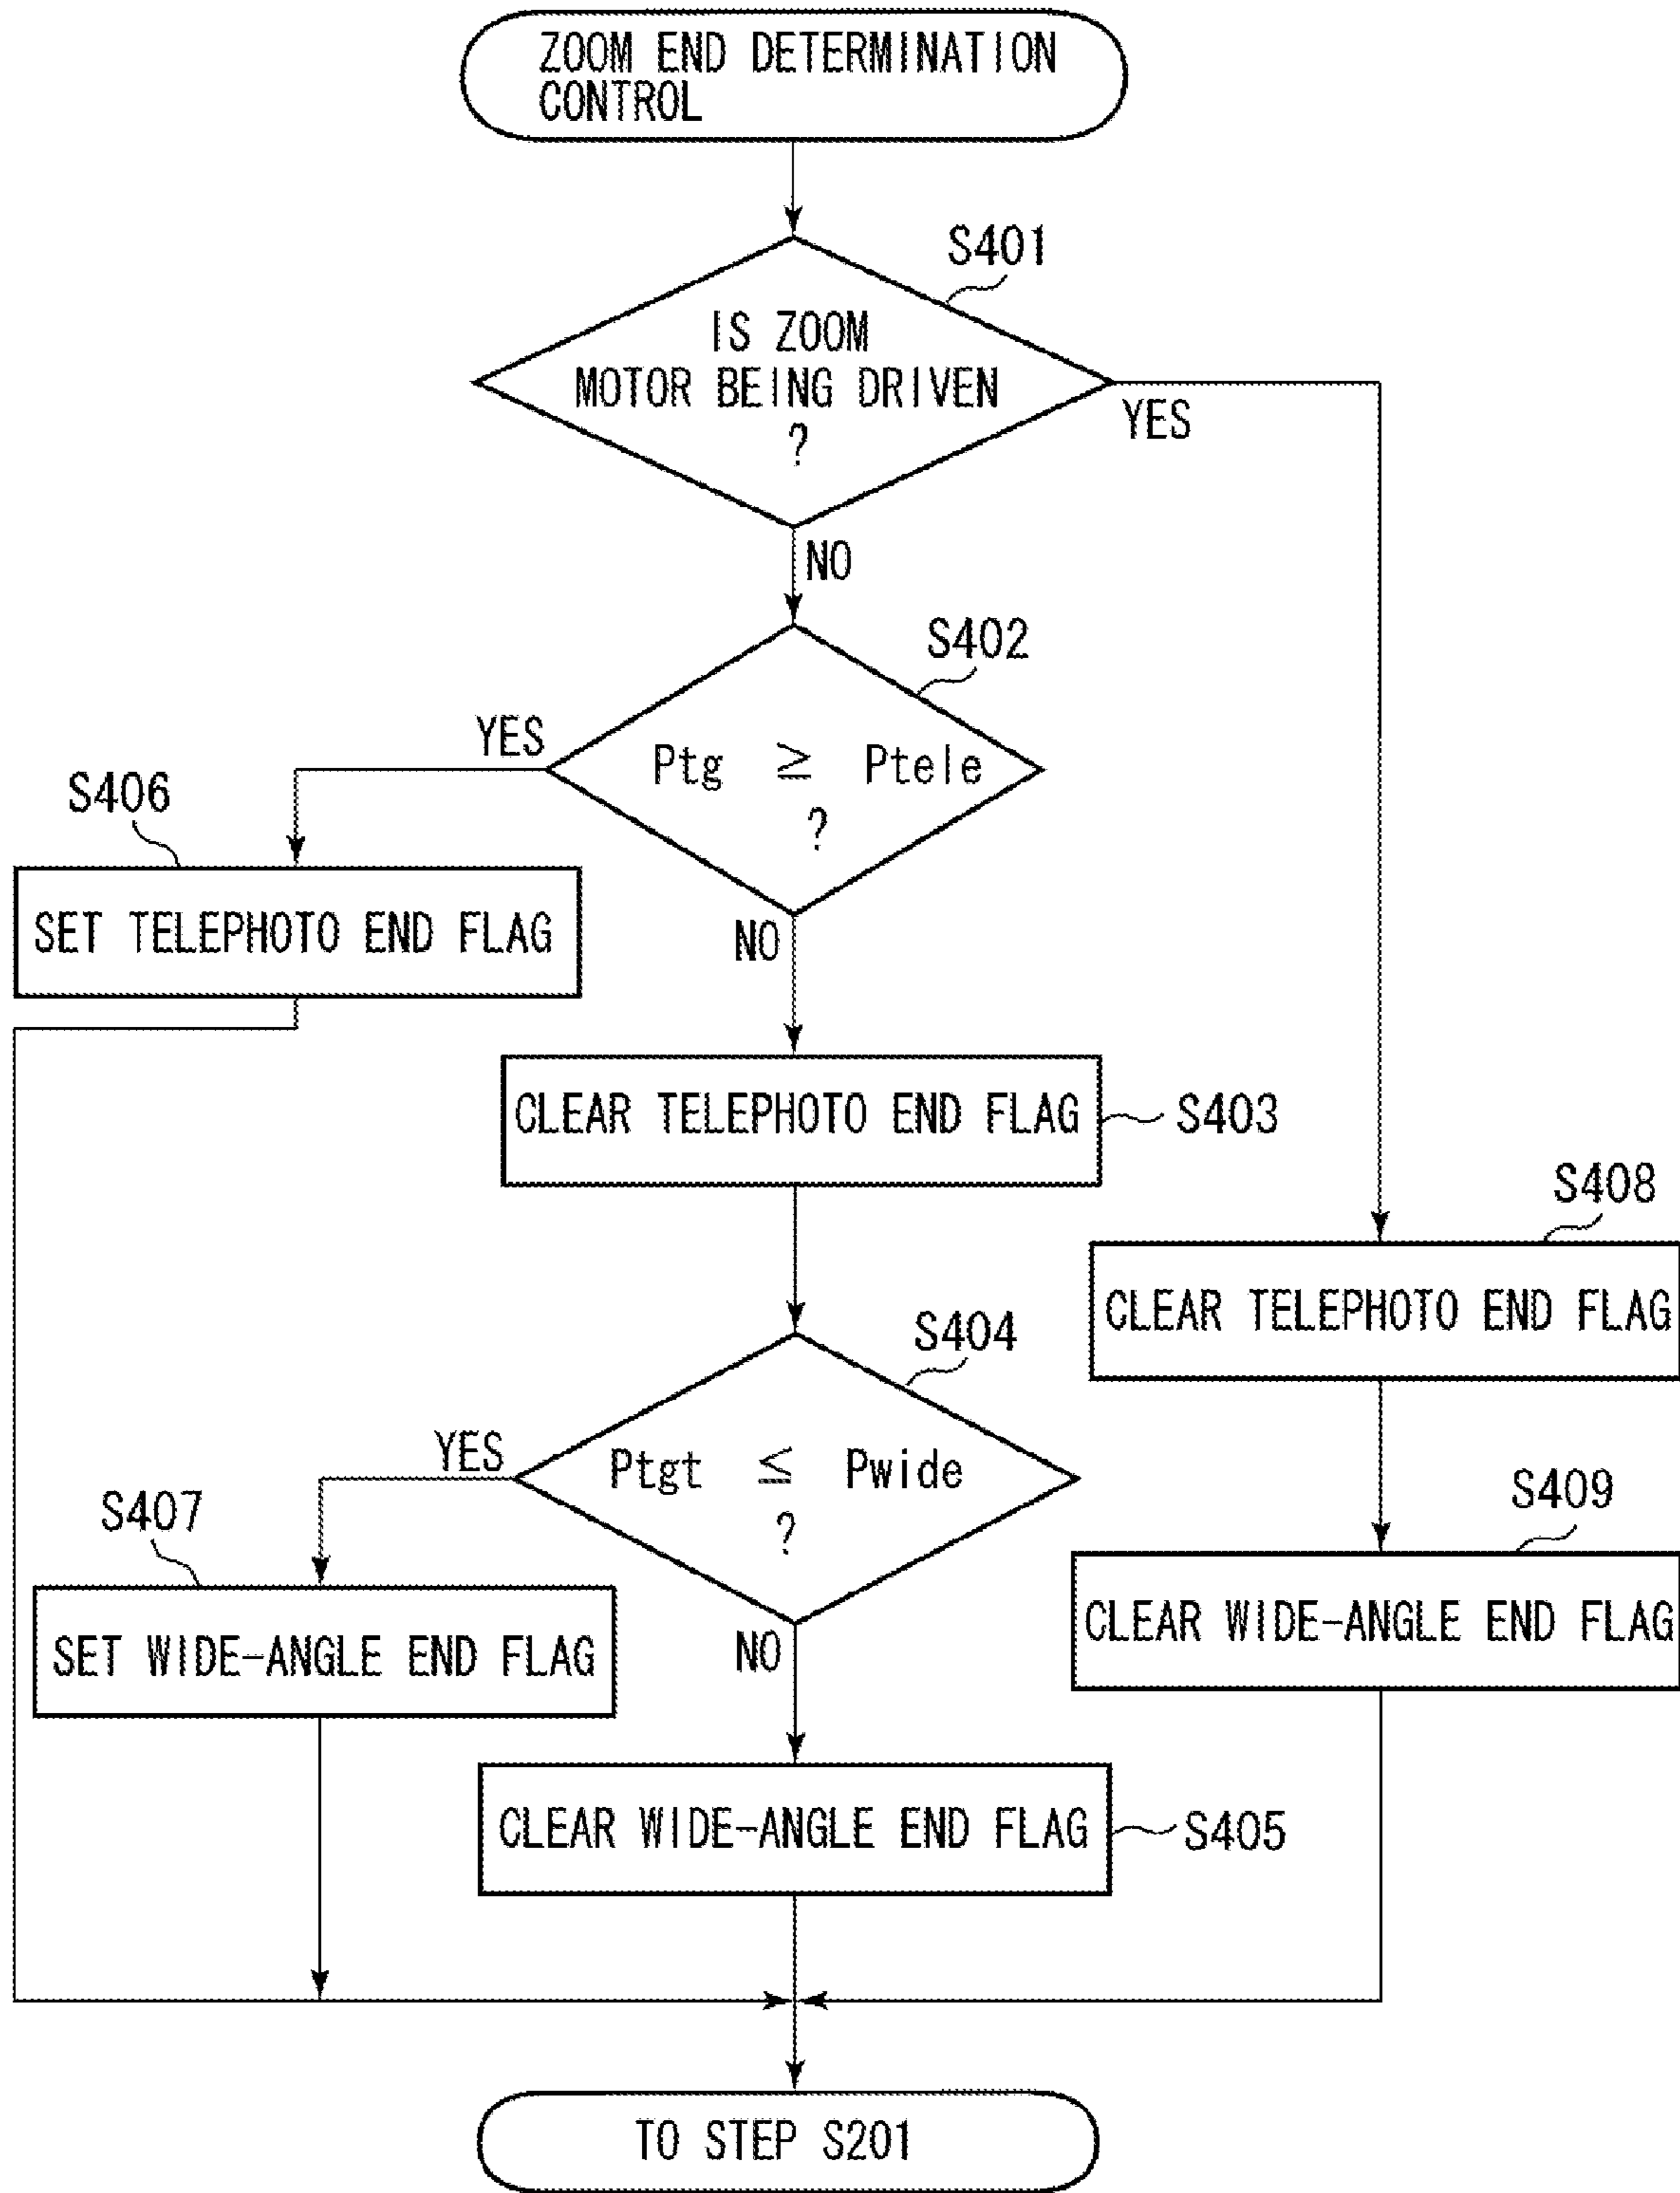 ZOOM END DETERMINATION
CONTROL
S401
IS ZOOM
MOTOR BEING DRIVEN
?
YES
NO
S402
YES
Ptg ≥ Ptele
?
S406
SET TELEPHOTO END FLAG
NO
CLEAR TELEPHOTO END FLAG
S403
S408
CLEAR TELEPHOTO END FLAG
S404
YES
Ptgt ≤ Pwide
?
S407
SET WIDE-ANGLE END FLAG
NO
S409
CLEAR WIDE-ANGLE END FLAG
CLEAR WIDE-ANGLE END FLAG
S405
TO STEP S201